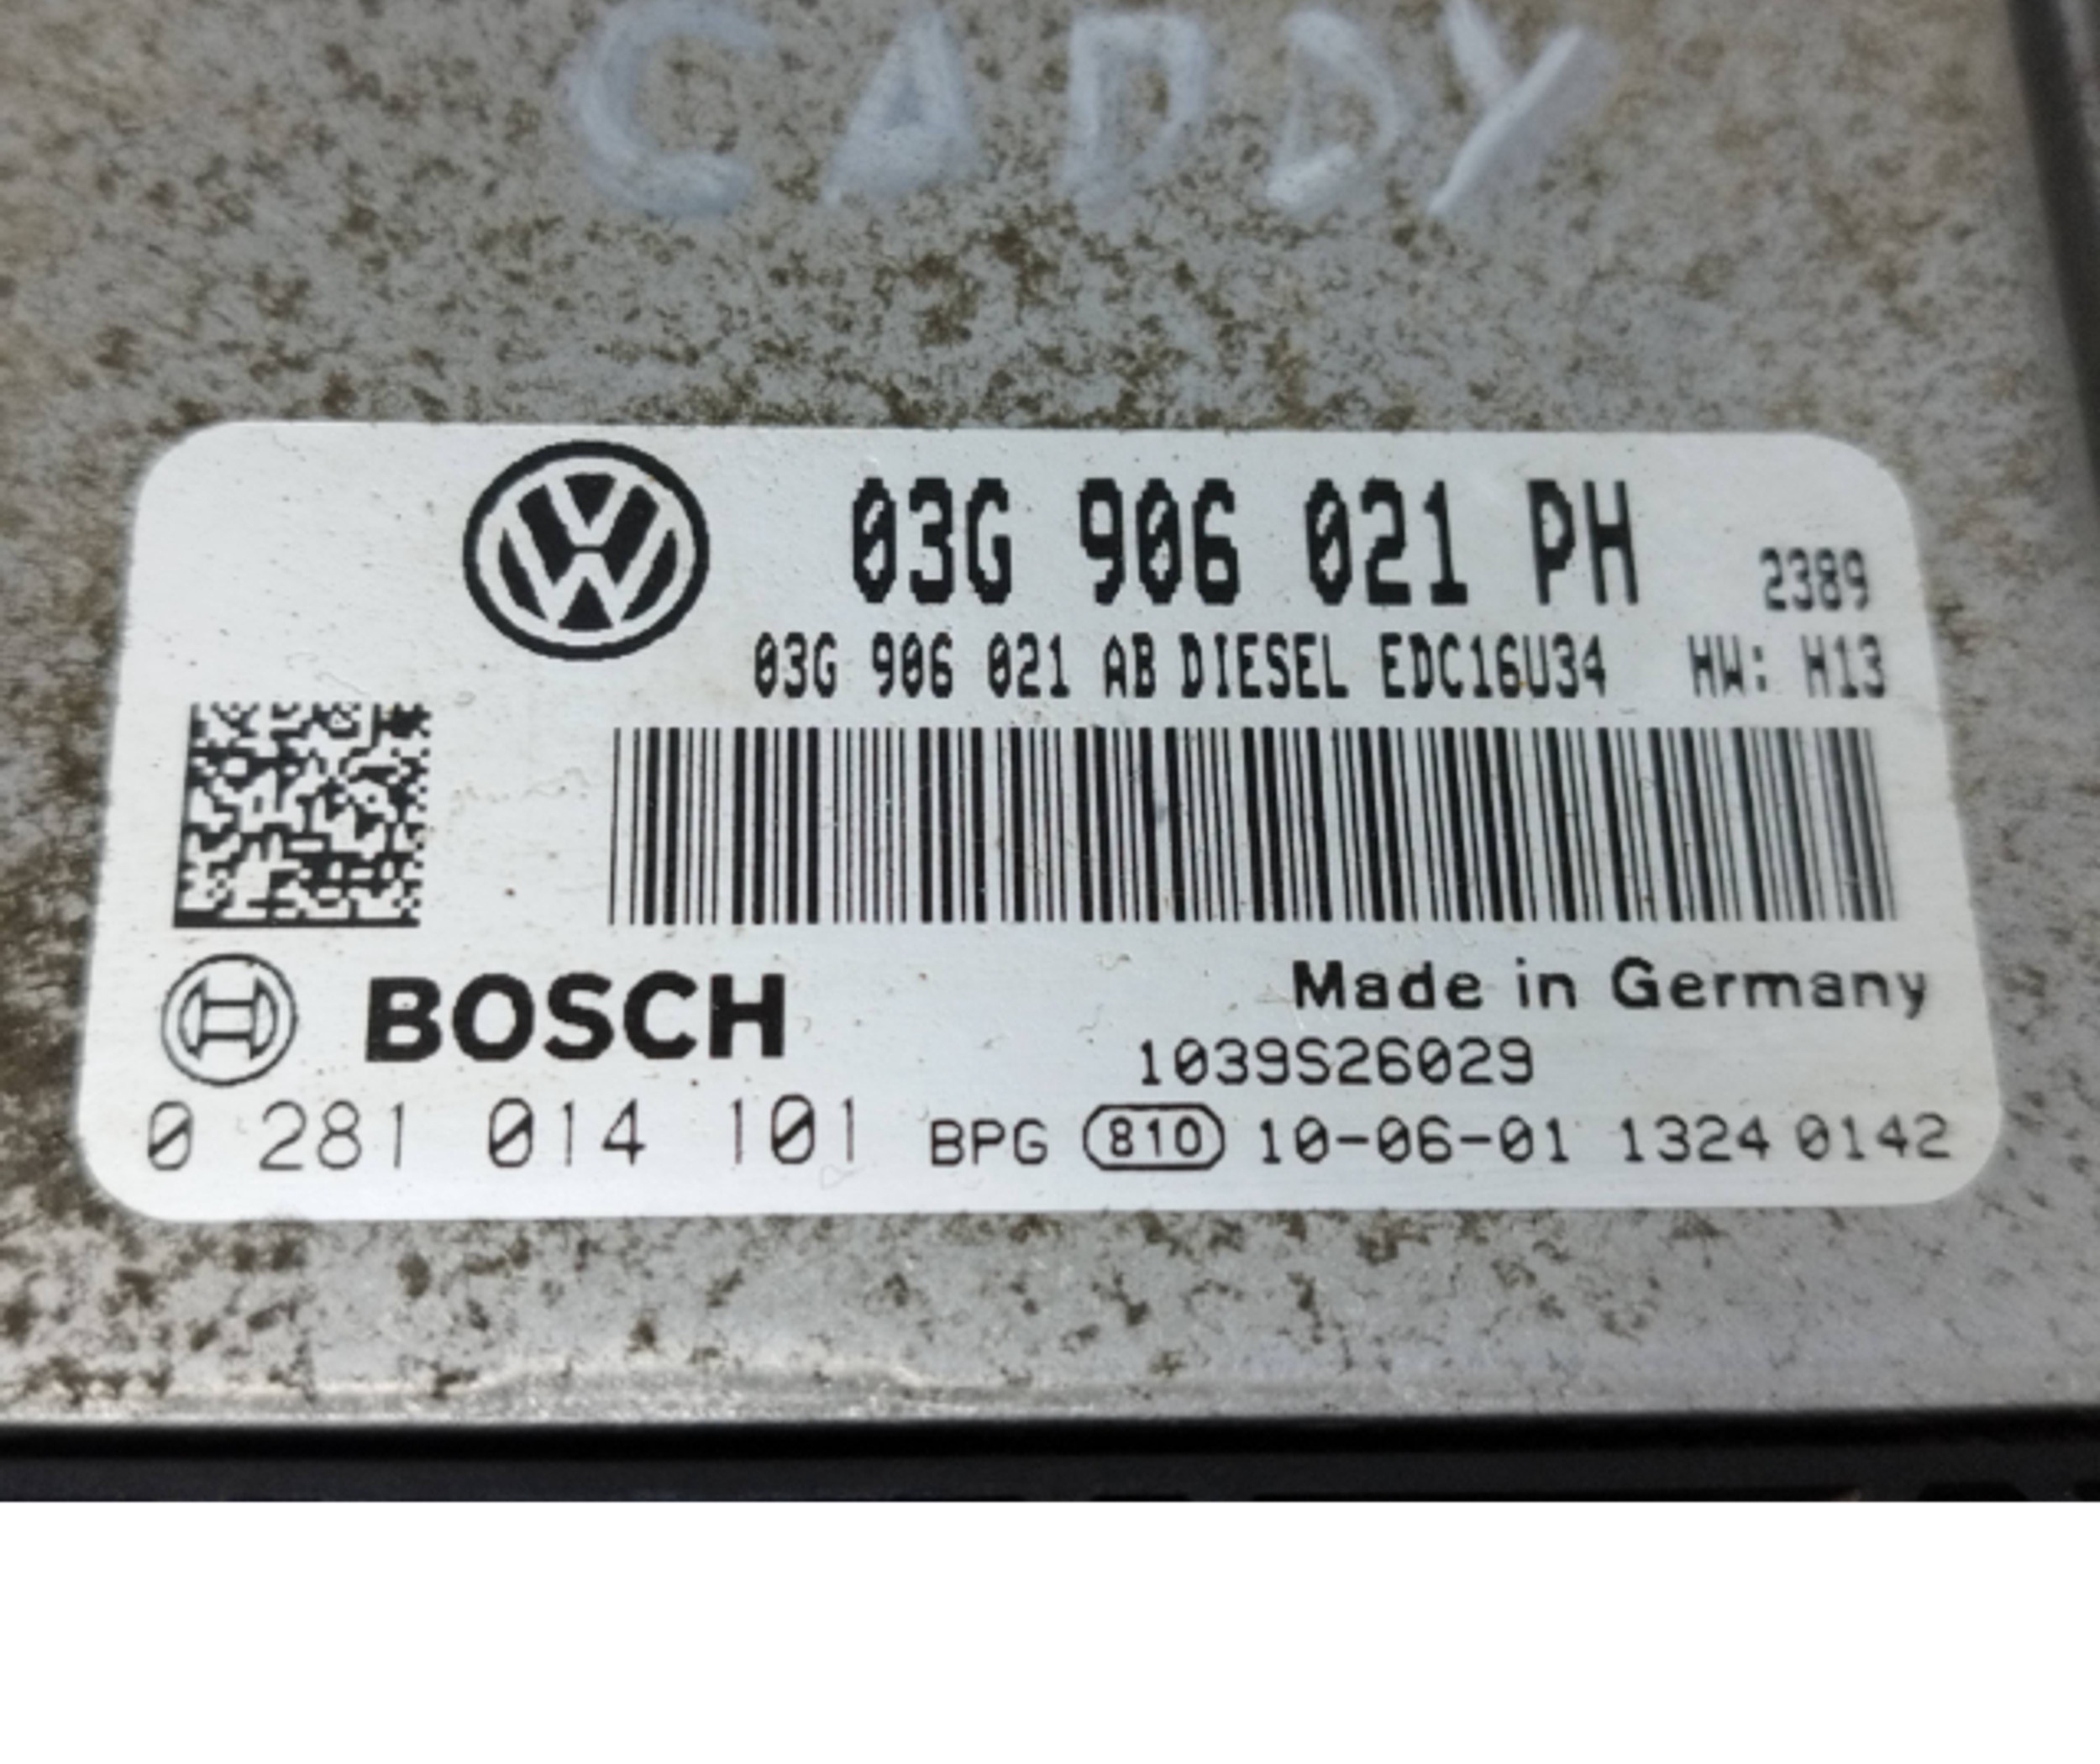 CADDY
03G 906 021 PH 2389
03G 906 021 AB DIESEL EDC16U34 HW: H13
BOSCH
Made in Germany
1039S26029
0 281 014 101 BPG 810 10-06-01 1324 0142